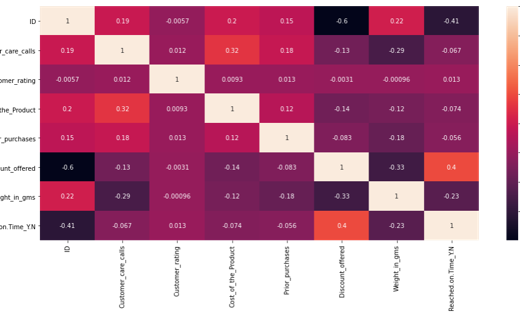 ID 1 0.19 -0.0057 0.2 0.15 -0.6 0.22 -0.41
r_care_calls 0.19 1 0.012 0.32 0.18 -0.13 -0.29 -0.067
omer_rating -0.0057 0.012 1 0.0093 0.013 -0.0031 -0.00096 0.013
the_Product 0.2 0.32 0.0093 1 0.12 -0.14 -0.12 -0.074
r_purchases 0.15 0.18 0.013 0.12 1 -0.083 -0.18 -0.056
ount_offered -0.6 -0.13 -0.0031 -0.14 -0.083 1 -0.33 0.4
ight_in_gms 0.22 -0.29 -0.00096 -0.12 -0.18 -0.33 1 -0.23
on.Time_Y.N -0.41 -0.067 0.013 -0.074 -0.056 0.4 -0.23 1
ID
Customer_care_calls
Customer_rating
Cost_of_the_Product
Prior_purchases
Discount_offered
Weight_in_gms
Reached.on.Time_Y.N